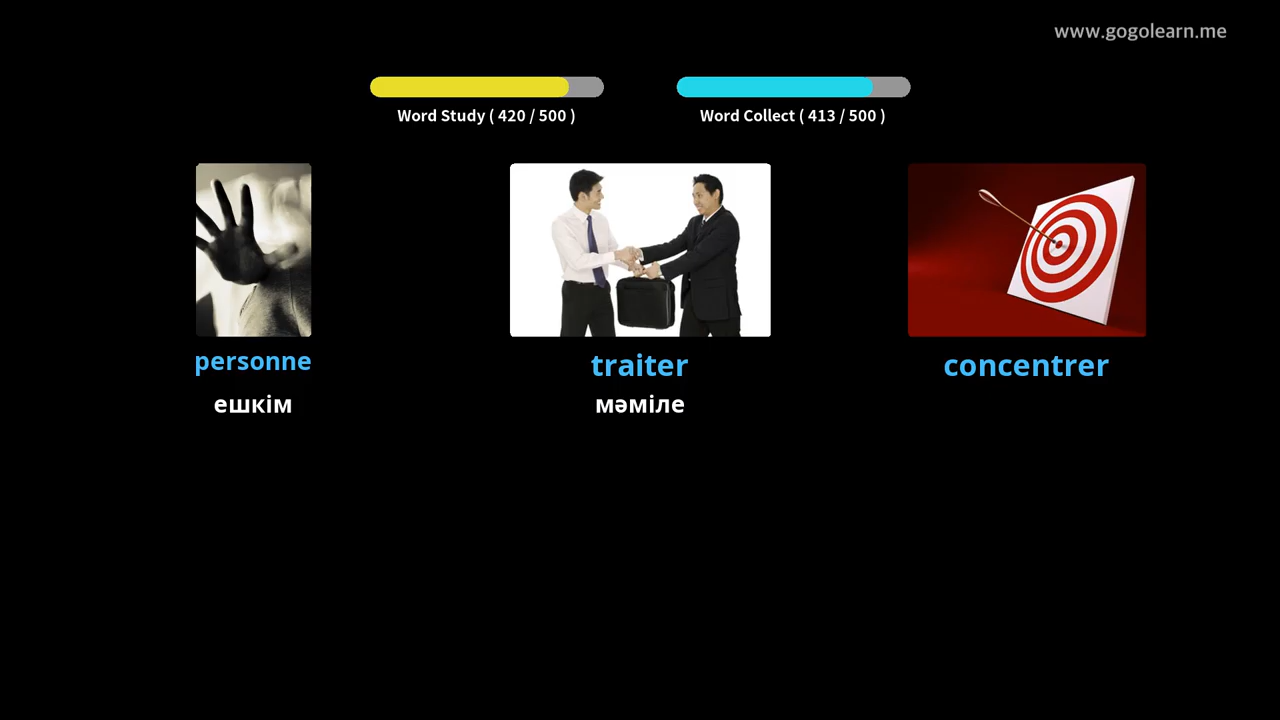 www.gogolearn.me
Word Study ( 420 / 500 )
Word Collect ( 413 / 500 )
personne
traiter
concentrer
ешкім
мәміле